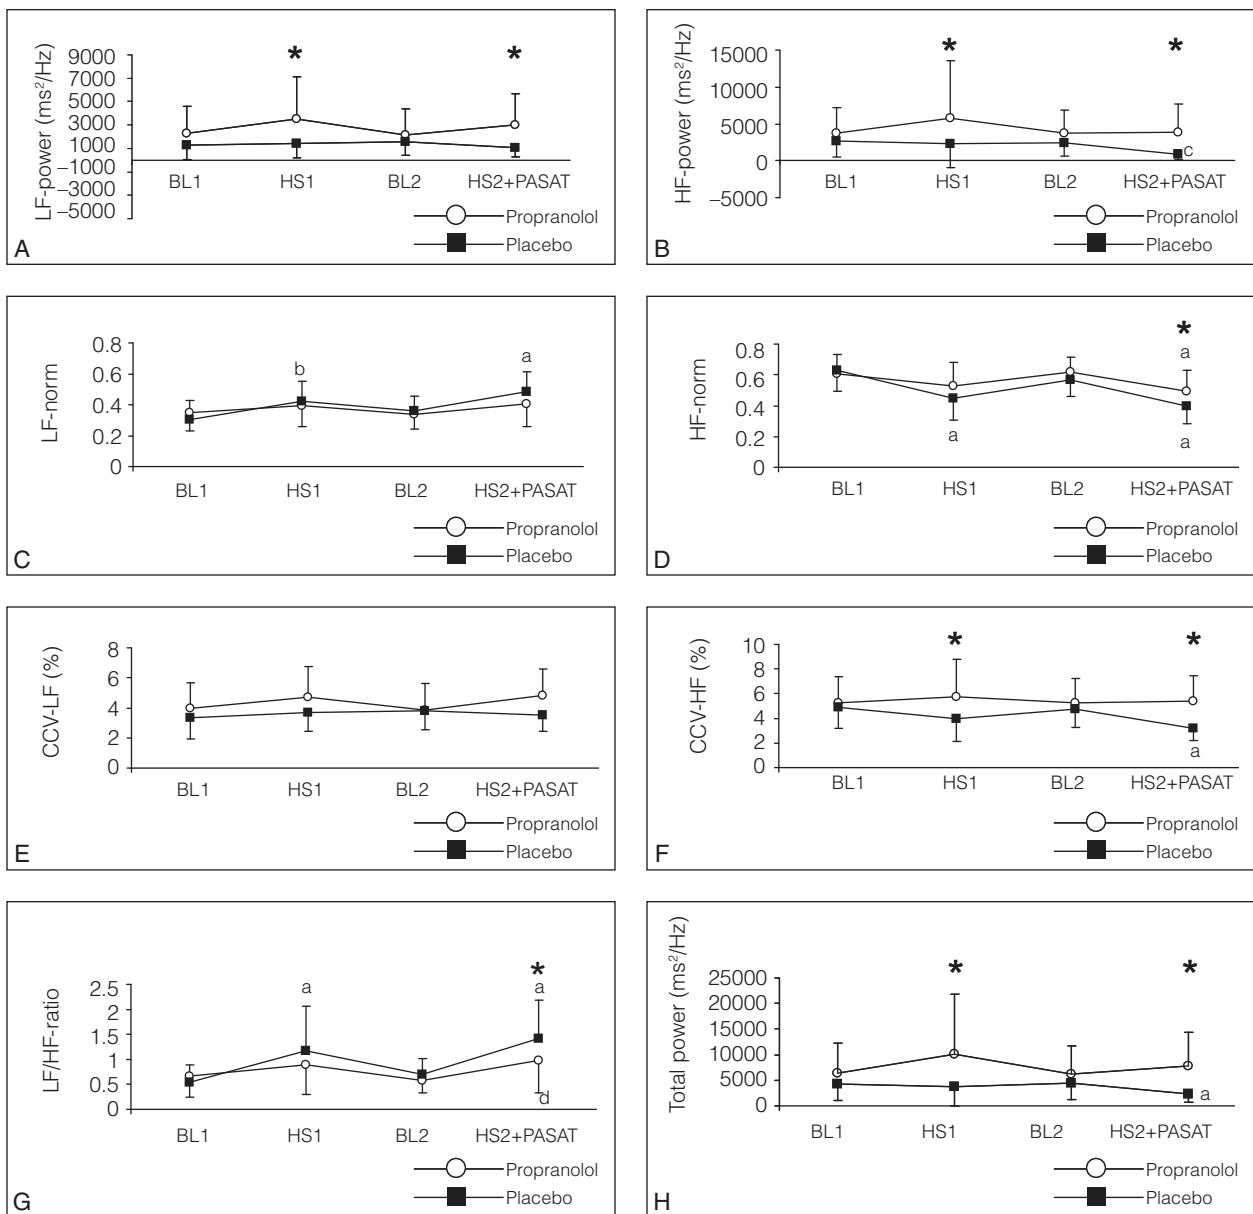 LF-power (ms²/Hz)
9000
7000
5000
3000
1000
–1000
–3000
–5000
*
*
BL1
HS1
BL2
HS2+PASAT
Propranolol
Placebo
A
HF-power (ms²/Hz)
15000
10000
5000
0
–5000
*
*
c
BL1
HS1
BL2
HS2+PASAT
Propranolol
Placebo
B
LF-norm
0.8
0.6
0.4
0.2
0
b
a
BL1
HS1
BL2
HS2+PASAT
Propranolol
Placebo
C
HF-norm
0.8
0.6
0.4
0.2
0
*
a
a
a
BL1
HS1
BL2
HS2+PASAT
Propranolol
Placebo
D
CCV-LF (%)
8
6
4
2
0
BL1
HS1
BL2
HS2+PASAT
Propranolol
Placebo
E
CCV-HF (%)
10
8
6
4
2
0
*
*
a
BL1
HS1
BL2
HS2+PASAT
Propranolol
Placebo
F
LF/HF-ratio
2.5
2
1.5
1
0.5
0
a
*
a
d
BL1
HS1
BL2
HS2+PASAT
Propranolol
Placebo
G
Total power (ms²/Hz)
25000
20000
15000
10000
5000
0
*
*
a
BL1
HS1
BL2
HS2+PASAT
Propranolol
Placebo
H